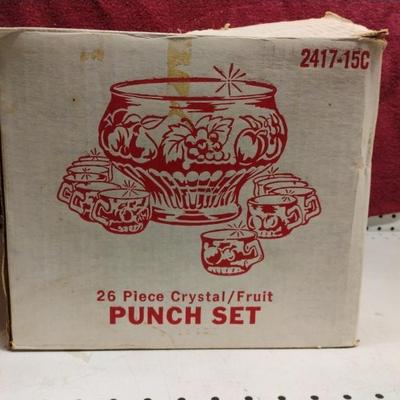 2417-15C
26 Piece Crystal/Fruit
PUNCH SET